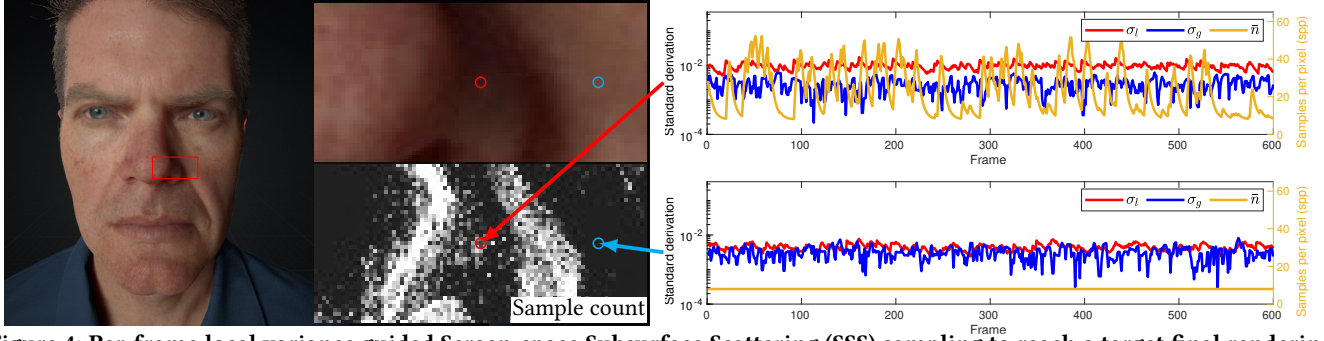 Standard derivation
10⁻²
10⁻⁴
σₗ σ_g n̄
60
40
20
0
Samples per pixel (spp)
0 100 200 300 400 500 600
Frame
Sample count
Standard derivation
10⁻²
10⁻⁴
σₗ σ_g n̄
60
40
20
0
Samples per pixel (spp)
0 100 200 300 400 500 600
Frame
Figure 4: Per-frame local variance guided Screen-space Subsurface Scattering (SSS) sampling to reach a target final rendering